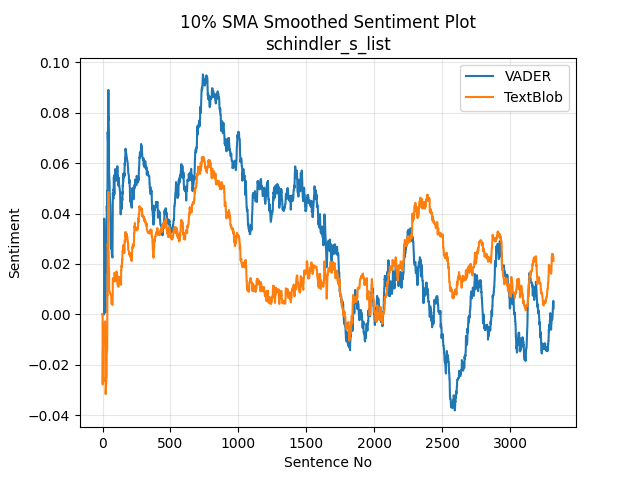 10% SMA Smoothed Sentiment Plot
schindler_s_list
VADER
TextBlob
Sentiment
0.10
0.08
0.06
0.04
0.02
0.00
−0.02
−0.04
0
500
1000
1500
2000
2500
3000
Sentence No